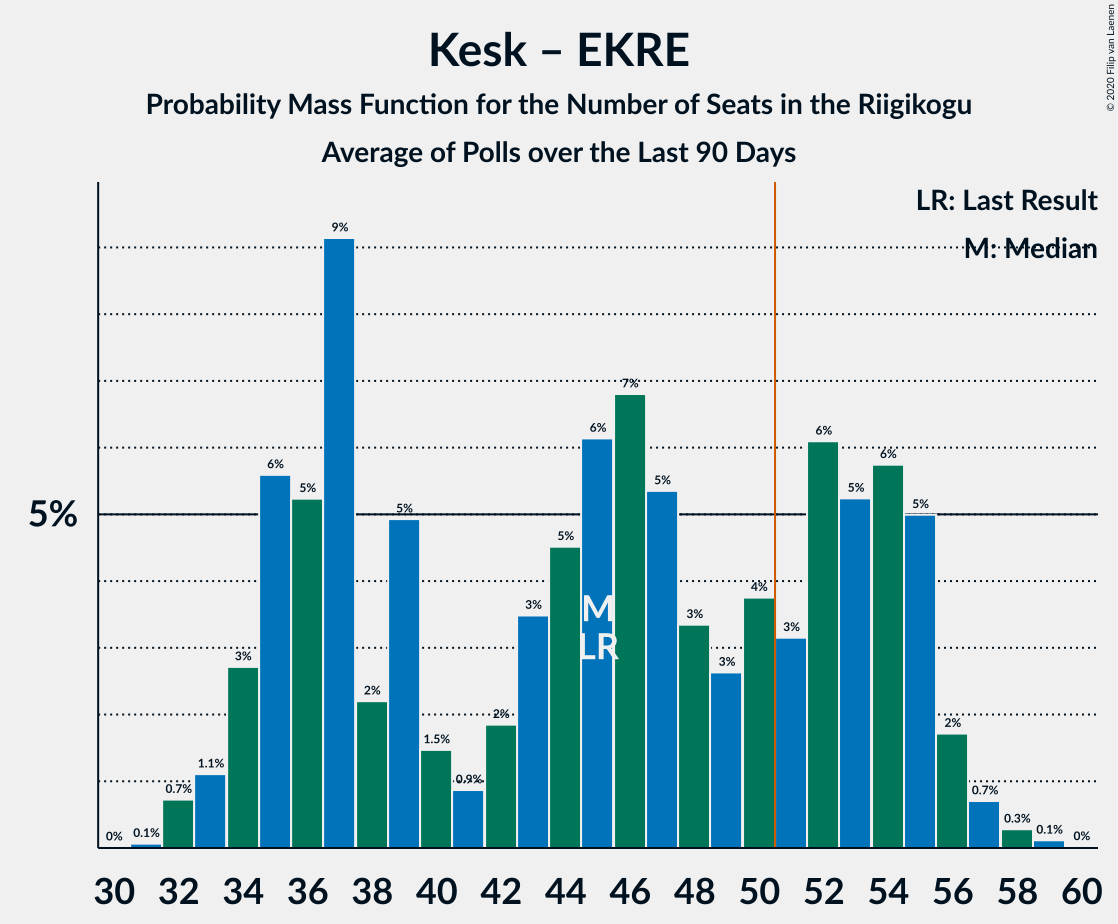 Kesk – EKRE
Probability Mass Function for the Number of Seats in the Riigikogu
Average of Polls over the Last 90 Days
© 2020 Filip van Laenen
LR: Last Result
M: Median
5%
0% 0.1% 0.7% 1.1% 3% 6% 5% 9% 2% 5% 1.5% 0.9% 2% 3% 5% 6% 7% 5% 3% 3% 4% 3% 6% 5% 6% 5% 2% 0.7% 0.3% 0.1% 0%
M
LR
30 32 34 36 38 40 42 44 46 48 50 52 54 56 58 60